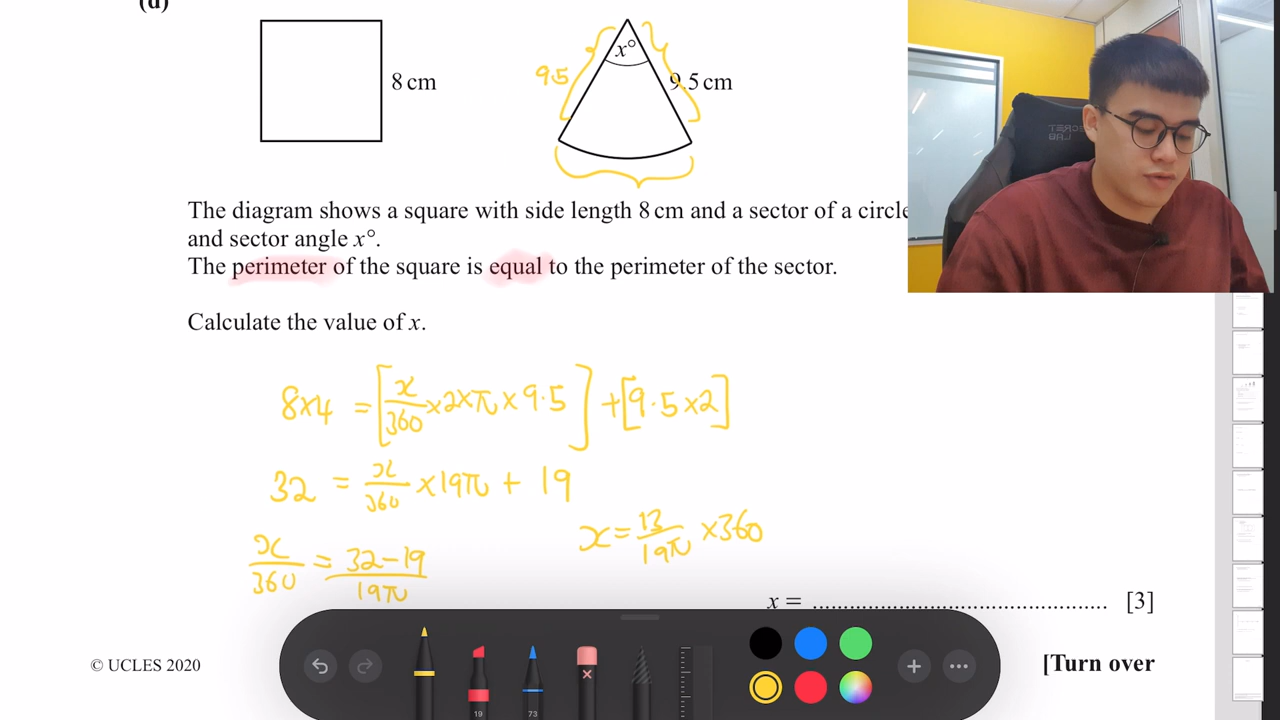 (d)
8 cm
x°
9.5
9.5 cm
The diagram shows a square with side length 8 cm and a sector of a circle
and sector angle x°.
The perimeter of the square is equal to the perimeter of the sector.
Calculate the value of x.
8×4 = [x/360 ×2×π×9.5] + [9.5×2]
32 = x/360 ×19π + 19
x/360 = 32-19/19π
x = 13/19π ×360
x = ................................................ [3]
© UCLES 2020
[Turn over
19
73